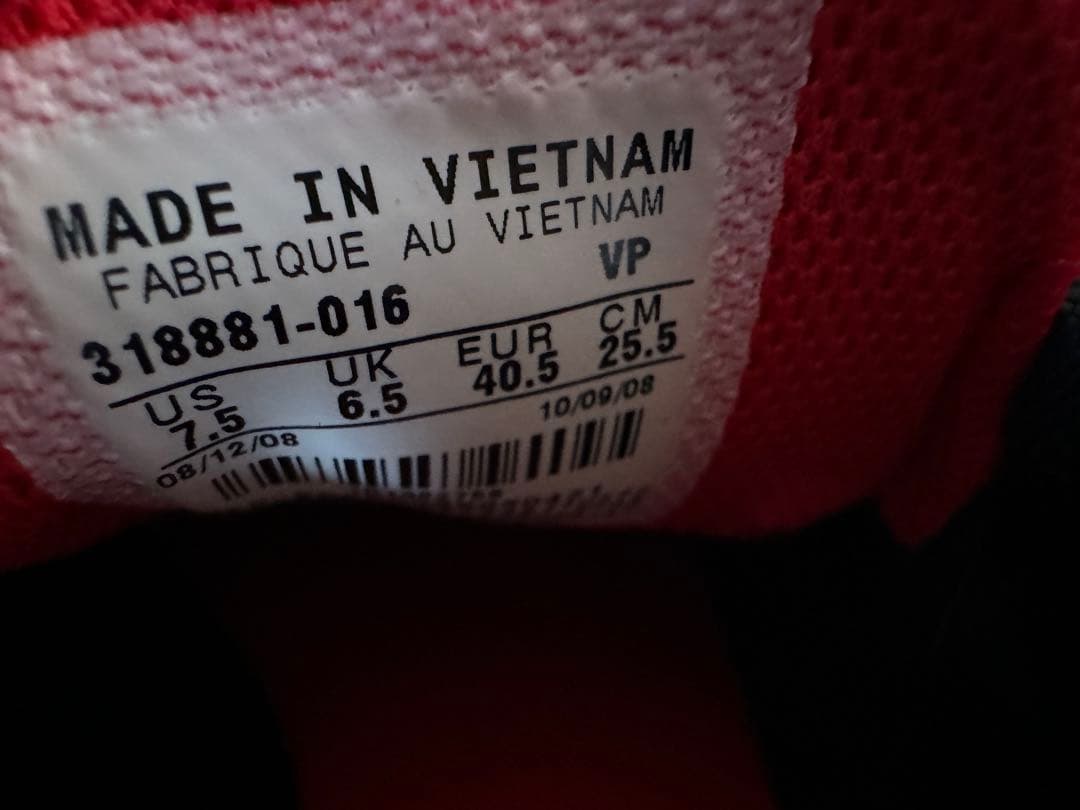 MADE IN VIETNAM
FABRIQUE AU VIETNAM
VP
318881-016
US UK EUR CM
7.5 6.5 40.5 25.5
08/12/08 10/09/08